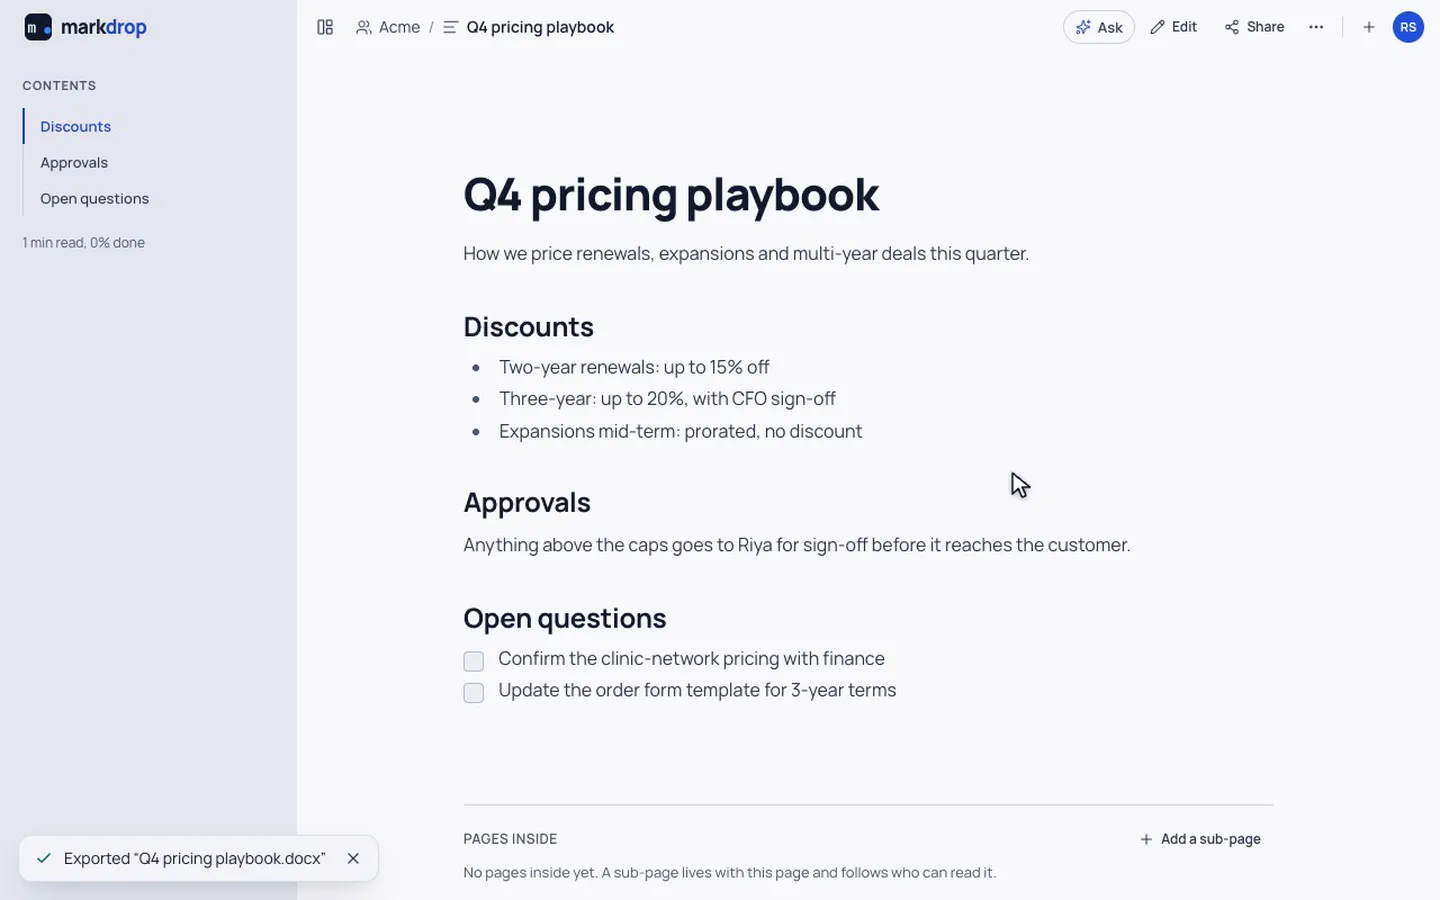 m markdrop
CONTENTS
Discounts
Approvals
Open questions
1 min read, 0% done
Acme / Q4 pricing playbook
Ask
Edit
Share
RS
Q4 pricing playbook
How we price renewals, expansions and multi-year deals this quarter.
Discounts
Two-year renewals: up to 15% off
Three-year: up to 20%, with CFO sign-off
Expansions mid-term: prorated, no discount
Approvals
Anything above the caps goes to Riya for sign-off before it reaches the customer.
Open questions
Confirm the clinic-network pricing with finance
Update the order form template for 3-year terms
PAGES INSIDE
Add a sub-page
No pages inside yet. A sub-page lives with this page and follows who can read it.
Exported “Q4 pricing playbook.docx”